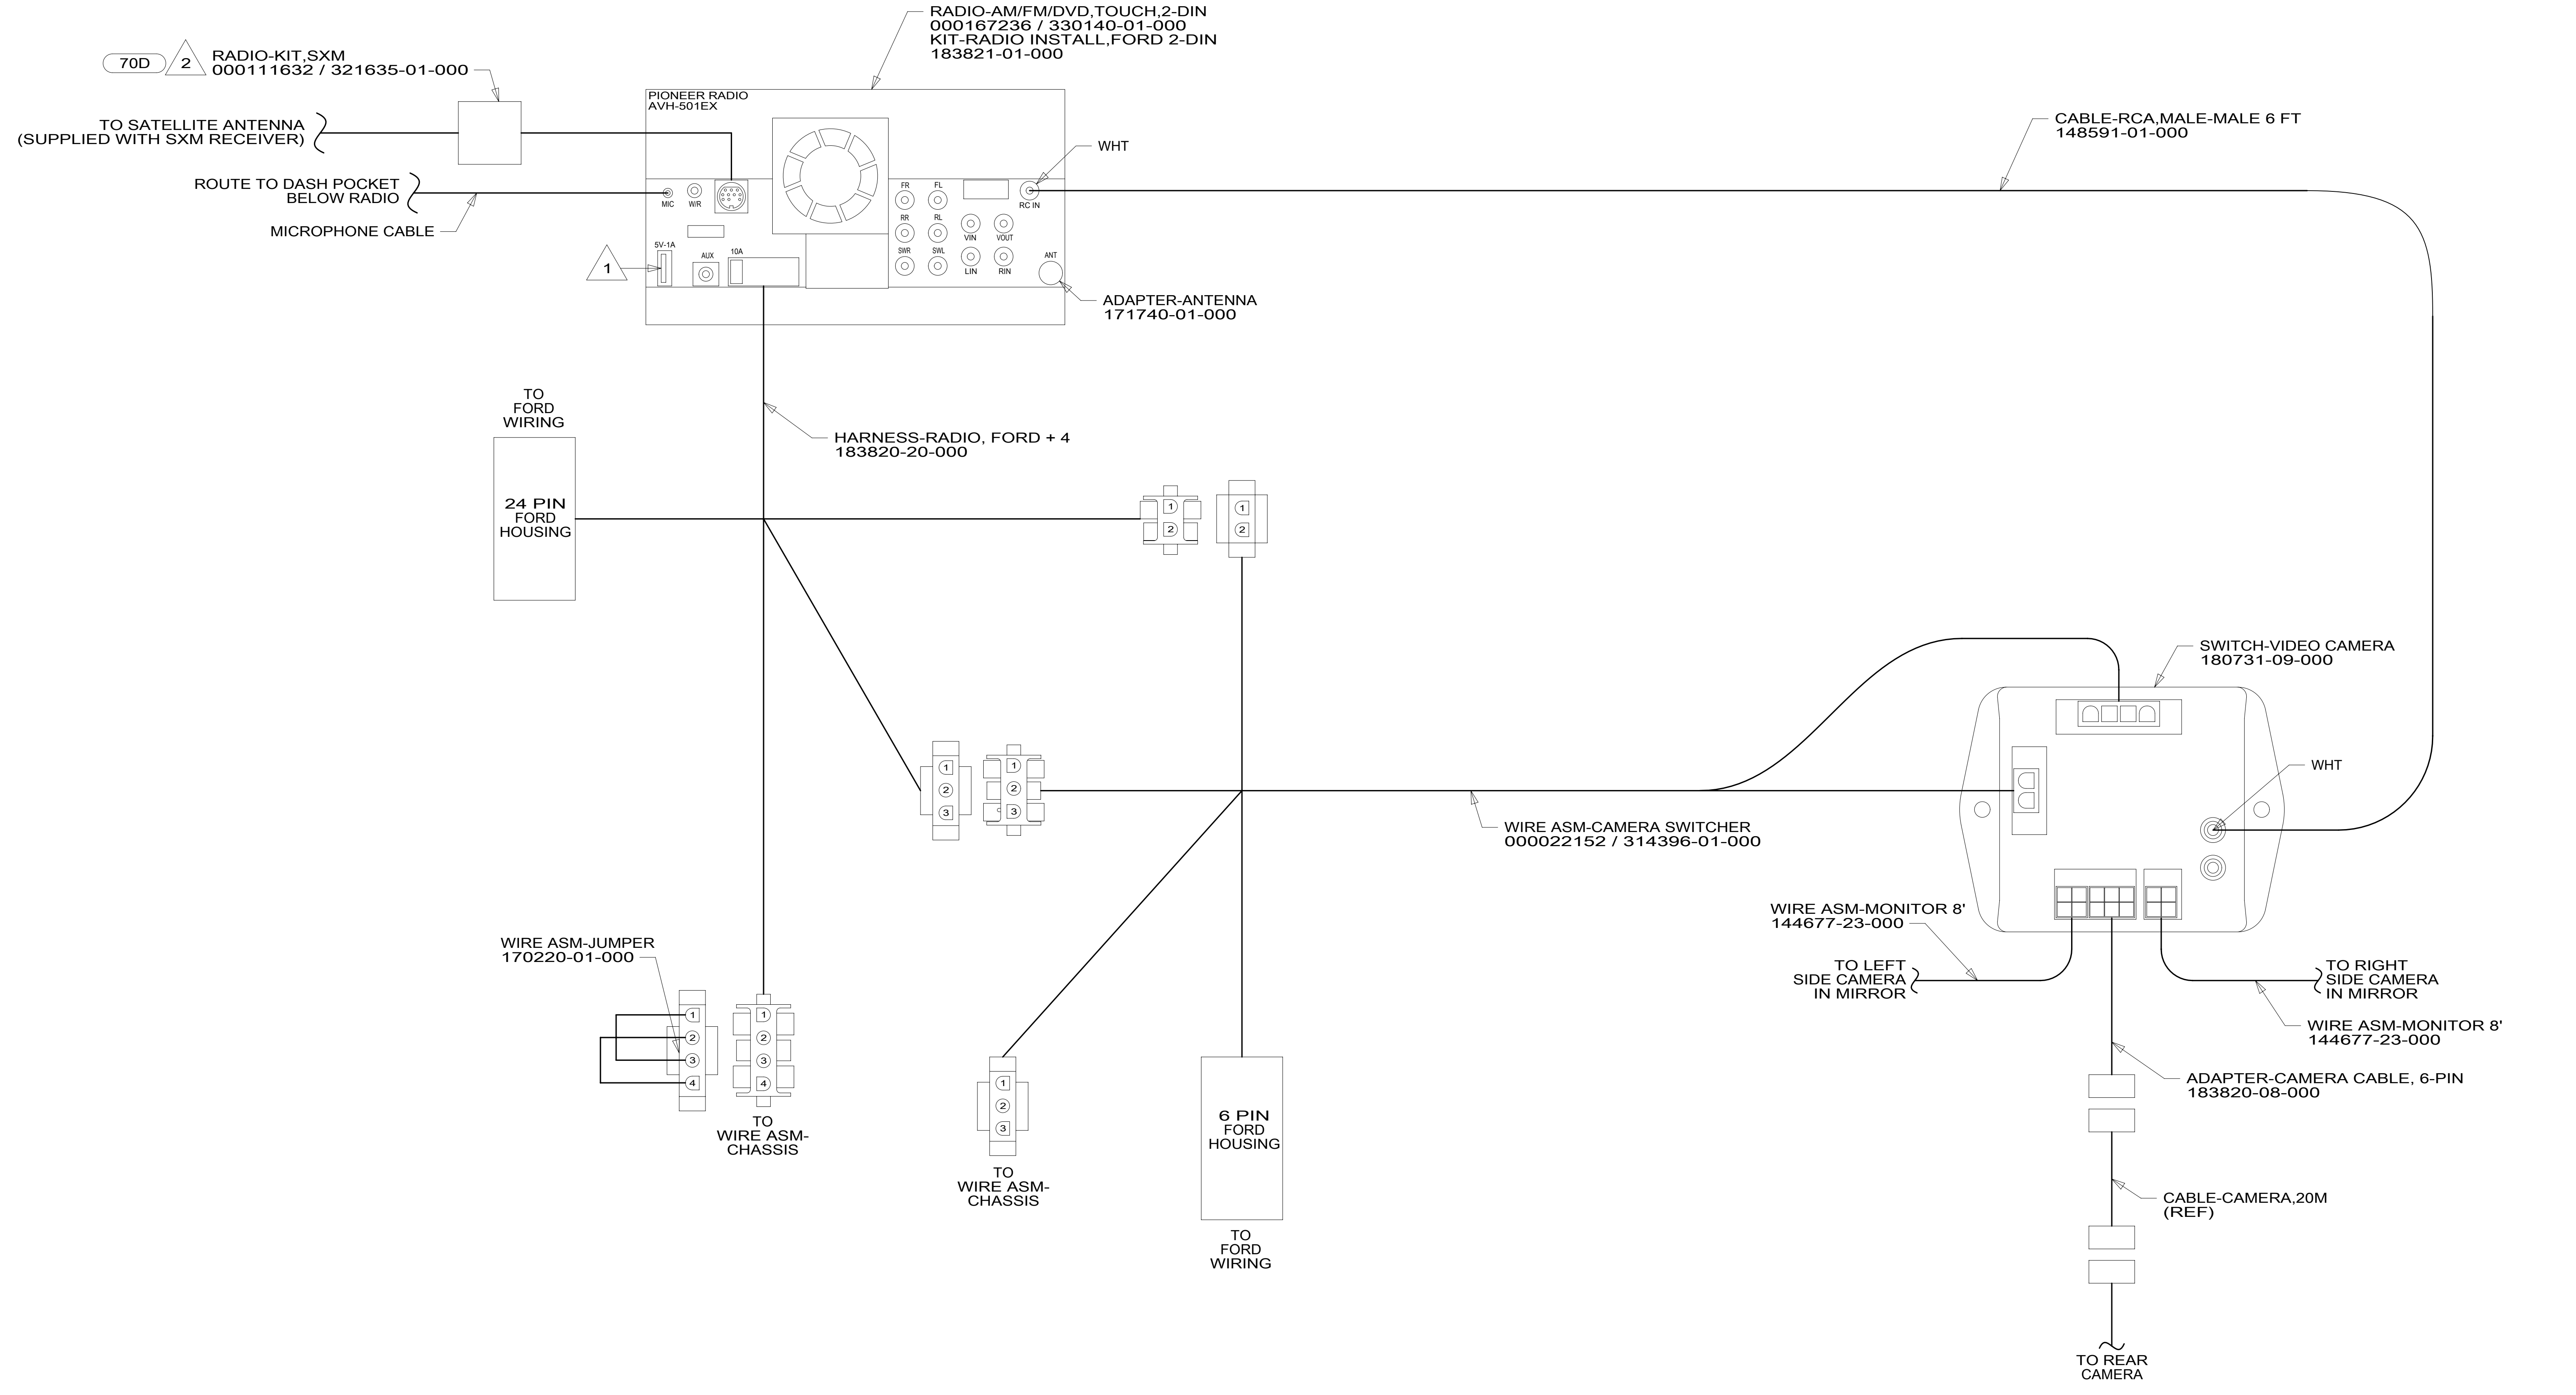 RADIO-AM/FM/DVD,TOUCH,2-DIN
000167236 / 330140-01-000
KIT-RADIO INSTALL,FORD 2-DIN
183821-01-000
70D
2
RADIO-KIT,SXM
000111632 / 321635-01-000
TO SATELLITE ANTENNA
(SUPPLIED WITH SXM RECEIVER)
ROUTE TO DASH POCKET
BELOW RADIO
MICROPHONE CABLE
1
PIONEER RADIO
AVH-501EX
MIC
W/R
5V-1A
AUX
10A
FR
FL
RR
RL
SWR
SWL
VIN
VOUT
LIN
RIN
RC IN
ANT
WHT
ADAPTER-ANTENNA
171740-01-000
CABLE-RCA,MALE-MALE 6 FT
148591-01-000
TO
FORD
WIRING
24 PIN
FORD
HOUSING
HARNESS-RADIO, FORD + 4
183820-20-000
1
2
1
2
1
2
3
1
2
3
WIRE ASM-CAMERA SWITCHER
000022152 / 314396-01-000
SWITCH-VIDEO CAMERA
180731-09-000
WHT
WIRE ASM-MONITOR 8'
144677-23-000
TO LEFT
SIDE CAMERA
IN MIRROR
TO RIGHT
SIDE CAMERA
IN MIRROR
WIRE ASM-MONITOR 8'
144677-23-000
ADAPTER-CAMERA CABLE, 6-PIN
183820-08-000
CABLE-CAMERA,20M
(REF)
TO REAR
CAMERA
WIRE ASM-JUMPER
170220-01-000
1
2
3
4
1
2
3
4
TO
WIRE ASM-
CHASSIS
1
2
3
TO
WIRE ASM-
CHASSIS
6 PIN
FORD
HOUSING
TO
FORD
WIRING